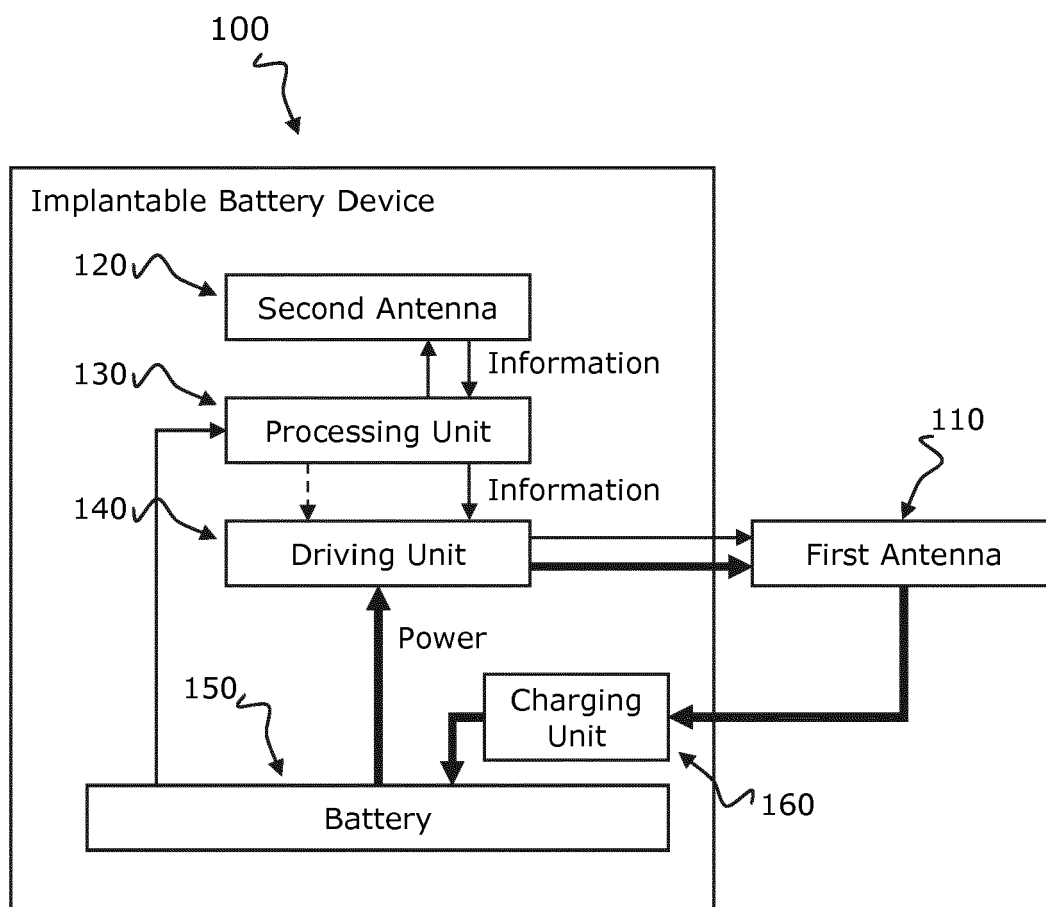 100
Implantable Battery Device
120
Second Antenna
Information
130
Processing Unit
110
Information
140
Driving Unit
First Antenna
Power
150
Charging
Unit
160
Battery